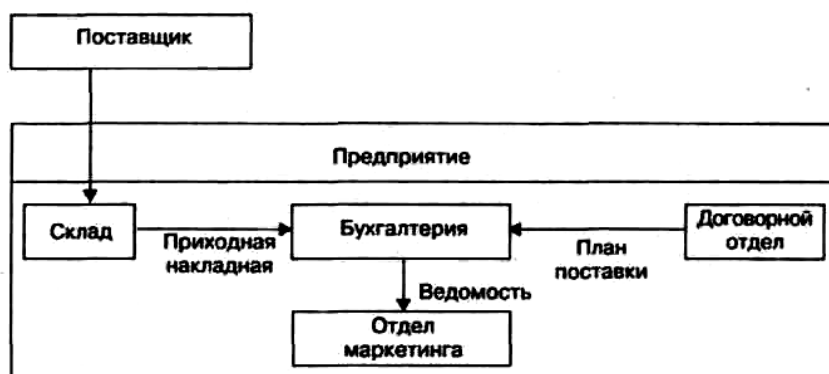 Поставщик
Предприятие
Склад
Приходная
накладная
Бухгалтерия
План
поставки
Договорной
отдел
Ведомость
Отдел
маркетинга